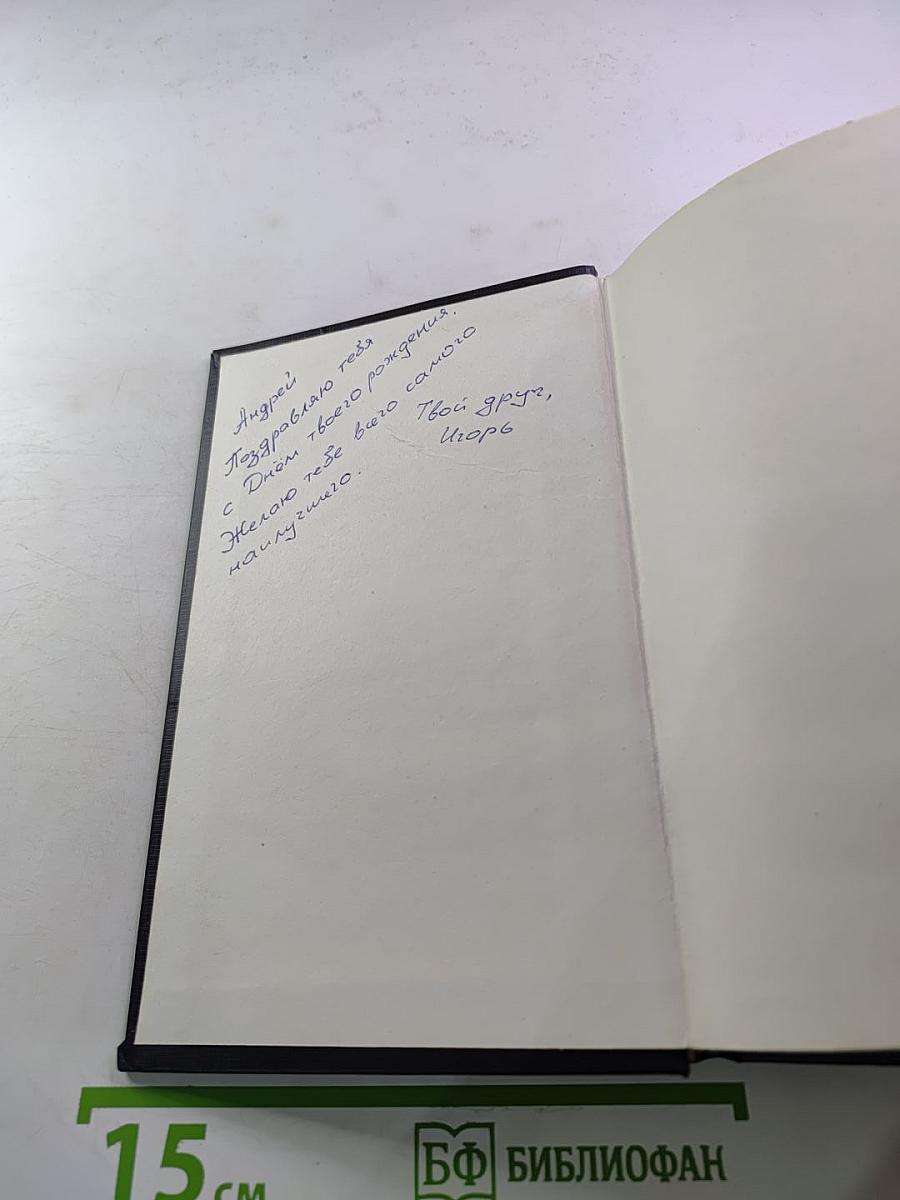 Андрей
Поздравляю тебя
с Днём твоего рождения.
Желаю тебе всего самого
наилучшего.
Твой друг,
Игорь
15 см
БФ БИБЛИОФАН